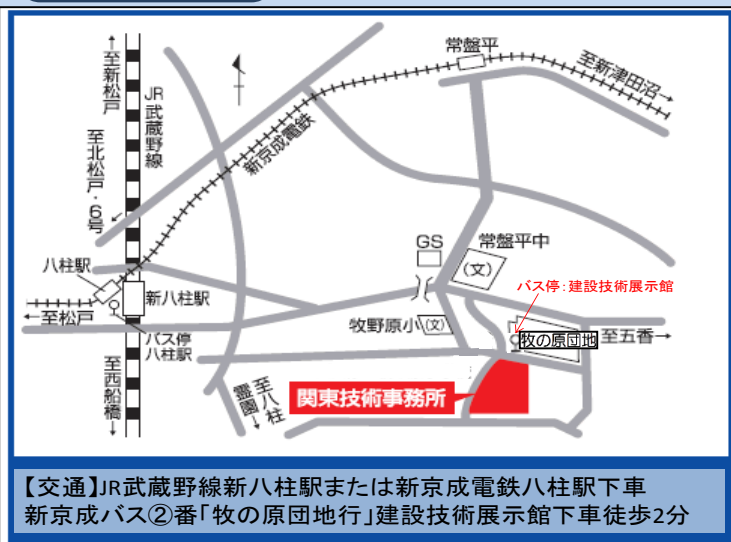 常盤平
至新津田沼→
←至新松戸
JR武蔵野線
新京成電鉄
至北松戸・6号
GS
常盤平中
(文)
八柱駅
新八柱駅
バス停:建設技術展示館
←至松戸
バス停
八柱駅
牧野原小(文)
牧の原団地
至五香→
至西船橋→
至八柱霊園→
関東技術事務所
【交通】JR武蔵野線新八柱駅または新京成電鉄八柱駅下車
新京成バス②番「牧の原団地行」建設技術展示館下車徒歩2分